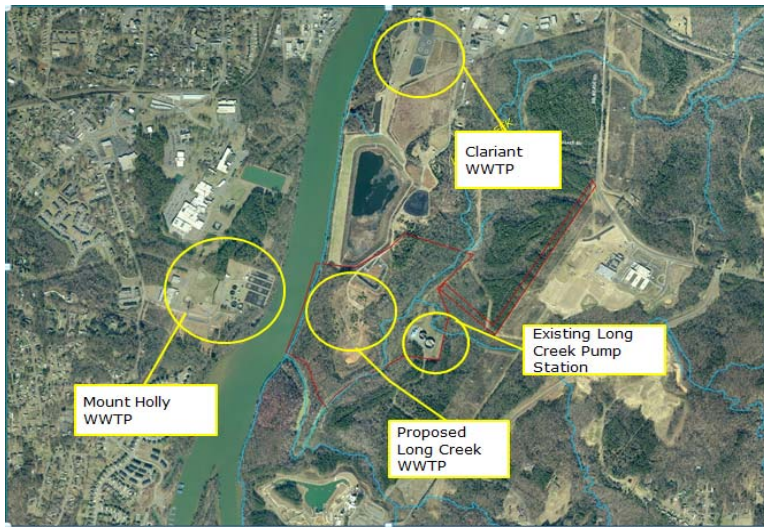 Clariant
WWTP
Existing Long
Creek Pump
Station
Mount Holly
WWTP
Proposed
Long Creek
WWTP